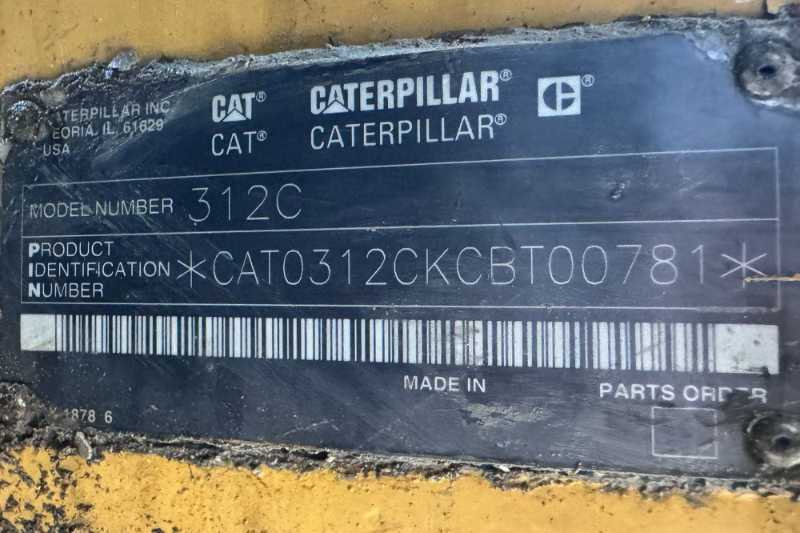 CATERPILLAR INC.
PEORIA, IL 61629
USA
CAT® CATERPILLAR® ®
CAT® CATERPILLAR®
MODEL NUMBER 312C
PRODUCT
IDENTIFICATION *CAT0312CKCBT00781*
NUMBER
MADE IN
PARTS ORDER
1878 6